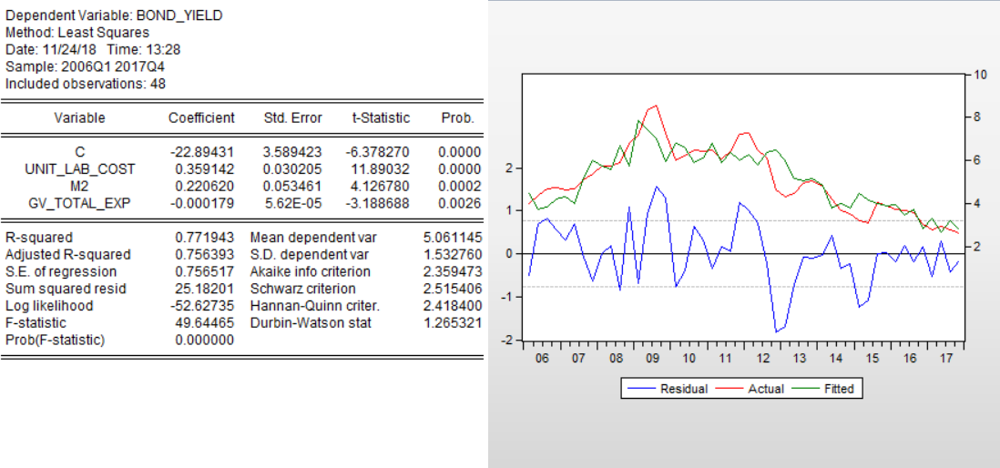 Dependent Variable: BOND_YIELD
Method: Least Squares
Date: 11/24/18 Time: 13:28
Sample: 2006Q1 2017Q4
Included observations: 48
Variable Coefficient Std. Error t-Statistic Prob.
C -22.89431 3.589423 -6.378270 0.0000
UNIT_LAB_COST 0.359142 0.030205 11.89032 0.0000
M2 0.220620 0.053461 4.126780 0.0002
GV_TOTAL_EXP -0.000179 5.62E-05 -3.188688 0.0026
R-squared 0.771943 Mean dependent var 5.061145
Adjusted R-squared 0.756393 S.D. dependent var 1.532760
S.E. of regression 0.756517 Akaike info criterion 2.359473
Sum squared resid 25.18201 Schwarz criterion 2.515406
Log likelihood -52.62735 Hannan-Quinn criter. 2.418400
F-statistic 49.64465 Durbin-Watson stat 1.265321
Prob(F-statistic) 0.000000
10
8
6
4
2
2
1
0
-1
-2
06 07 08 09 10 11 12 13 14 15 16 17
Residual Actual Fitted